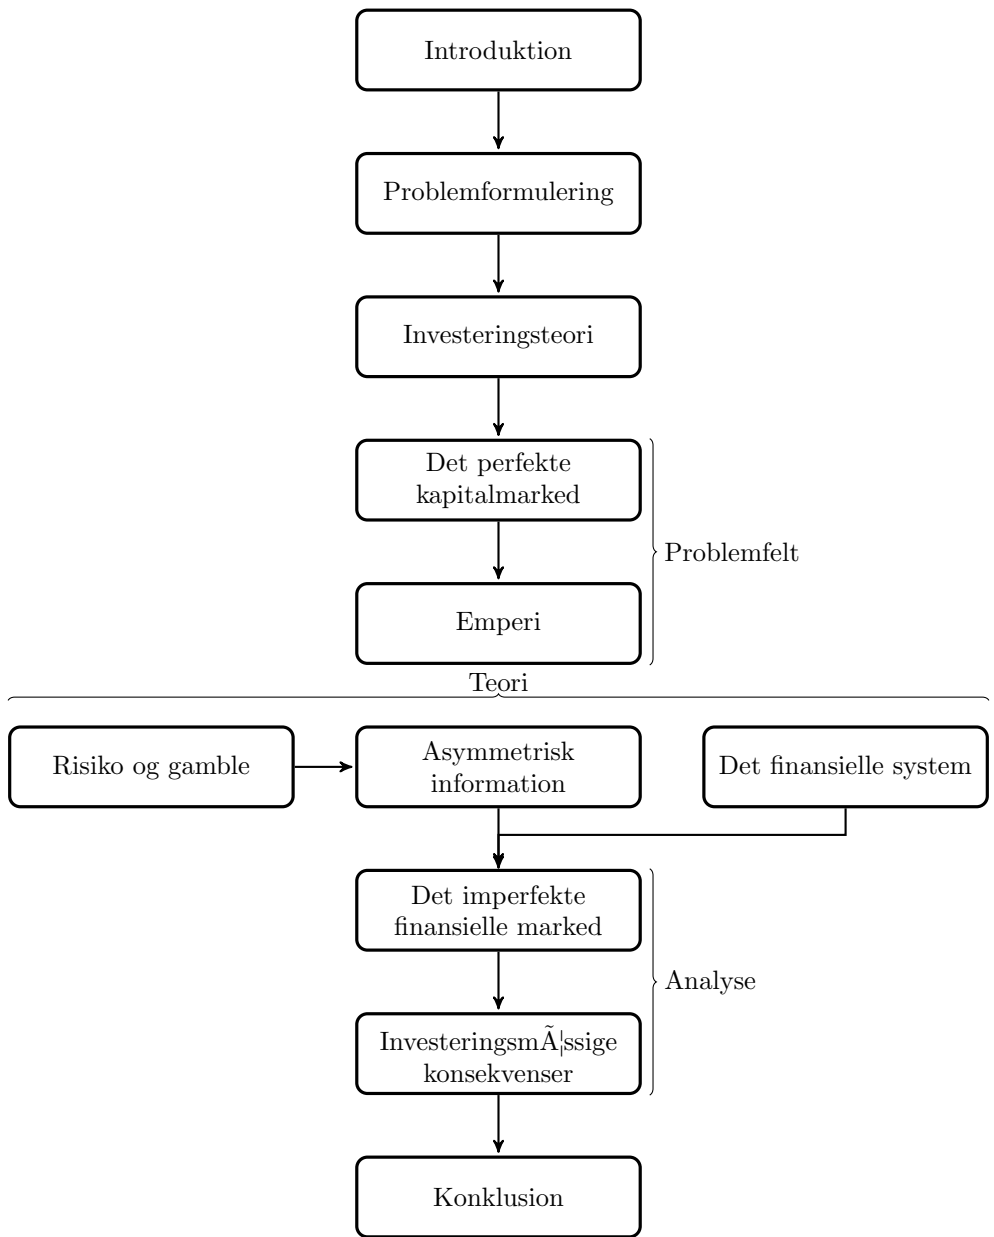 Introduktion
Problemformulering
Investeringsteori
Det perfekte
kapitalmarked
Problemfelt
Emperi
Teori
Risiko og gamble
Asymmetrisk
information
Det finansielle system
Det imperfekte
finansielle marked
Analyse
InvesteringsmÃ¦ssige
konsekvenser
Konklusion